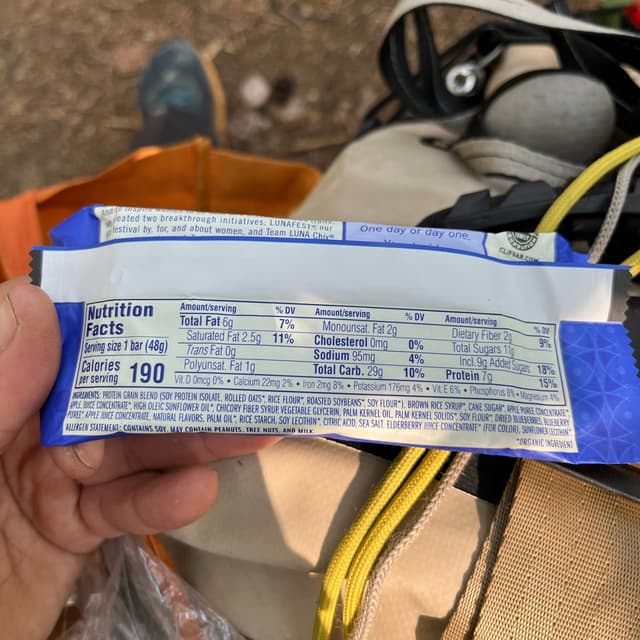 created two breakthrough initiatives: LUNAFEST® our
festival by, for, and about women, and Team LUNA Chix®
One day or day one.
CLIFBAR.COM
Nutrition
Facts
Serving size 1 bar (48g)
Calories
per serving 190
Amount/serving % DV
Total Fat 6g 7%
Saturated Fat 2.5g 11%
Trans Fat 0g
Polyunsat. Fat 1g
Amount/serving % DV
Monounsat. Fat 2g
Cholesterol 0mg 0%
Sodium 95mg 4%
Total Carb. 29g 10%
Amount/serving % DV
Dietary Fiber 2g 9%
Total Sugars 11g
Incl. 9g Added Sugars 18%
Protein 7g 15%
Vit. D 0mcg 0% • Calcium 22mg 2% • Iron 2mg 8% • Potassium 176mg 4% • Vit E 6% • Phosphorus 8% • Magnesium 4%
INGREDIENTS: PROTEIN GRAIN BLEND (SOY PROTEIN ISOLATE, ROLLED OATS*, RICE FLOUR*, ROASTED SOYBEANS*, SOY FLOUR*), BROWN RICE SYRUP*, CANE SUGAR*, APPLE PUREE CONCENTRATE*,
APPLE JUICE CONCENTRATE*, HIGH OLEIC SUNFLOWER OIL*, CHICORY FIBER SYRUP, VEGETABLE GLYCERIN, PALM KERNEL OIL, PALM KERNEL SOLIDS*, SOY FLOUR*, DRIED BLUEBERRIES, BLUEBERRY
PUREE*, APPLE JUICE CONCENTRATE*, NATURAL FLAVORS, PALM OIL*, RICE STARCH, SOY LECITHIN*, CITRIC ACID, SEA SALT, ELDERBERRY JUICE CONCENTRATE* (FOR COLOR), SUNFLOWER LECITHIN*.
ALLERGEN STATEMENT: CONTAINS SOY. MAY CONTAIN PEANUTS, TREE NUTS, AND MILK.
*ORGANIC INGREDIENT